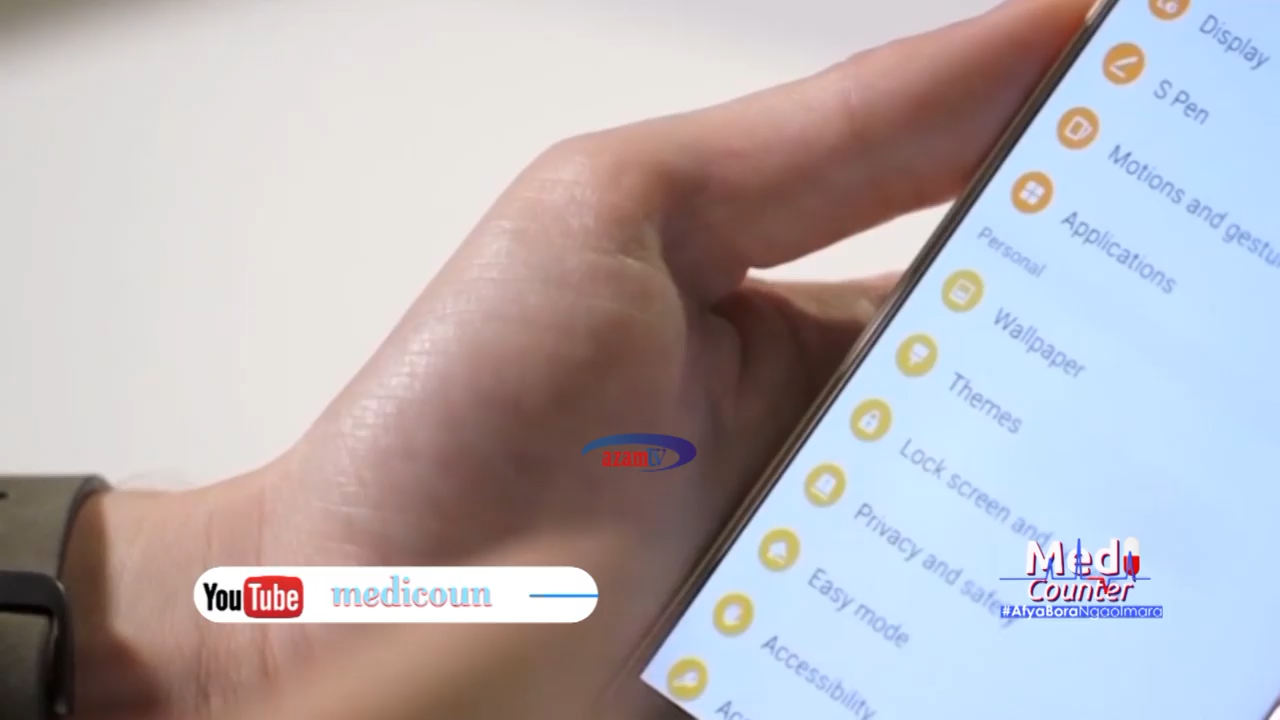 Display
S Pen
Motions and gestu
Applications
Personal
Wallpaper
Themes
Lock screen and
Privacy and safety
Easy mode
Accessibility
Acc
azamtv
YouTube medicoun
Medi
Counter
#AfyaBoraNgaoImara